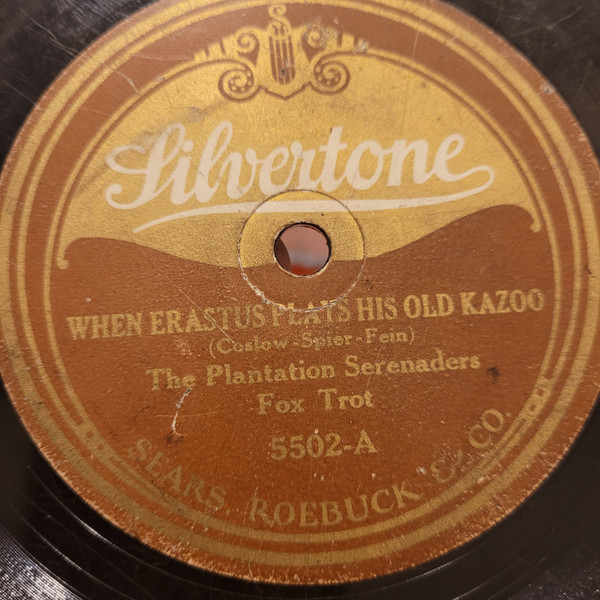 Silvertone
WHEN ERASTUS PLAYS HIS OLD KAZOO
(Coslow-Spier-Fein)
The Plantation Serenaders
Fox Trot
5502-A
SEARS, ROEBUCK & CO.